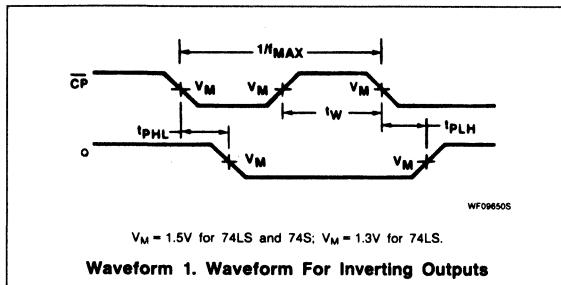 1/fMAX
CP
VM VM VM
tW
tPHL tPLH
Q
VM VM
WF09650S
VM = 1.5V for 74LS and 74S; VM = 1.3V for 74LS.
Waveform 1. Waveform For Inverting Outputs